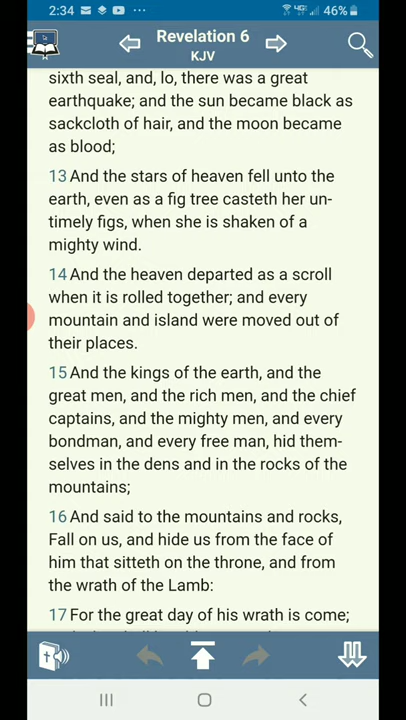 2:34 46%
Revelation 6
KJV
sixth seal, and, lo, there was a great
earthquake; and the sun became black as
sackcloth of hair, and the moon became
as blood;
13 And the stars of heaven fell unto the
earth, even as a fig tree casteth her un-
timely figs, when she is shaken of a
mighty wind.
14 And the heaven departed as a scroll
when it is rolled together; and every
mountain and island were moved out of
their places.
15 And the kings of the earth, and the
great men, and the rich men, and the chief
captains, and the mighty men, and every
bondman, and every free man, hid them-
selves in the dens and in the rocks of the
mountains;
16 And said to the mountains and rocks,
Fall on us, and hide us from the face of
him that sitteth on the throne, and from
the wrath of the Lamb:
17 For the great day of his wrath is come;